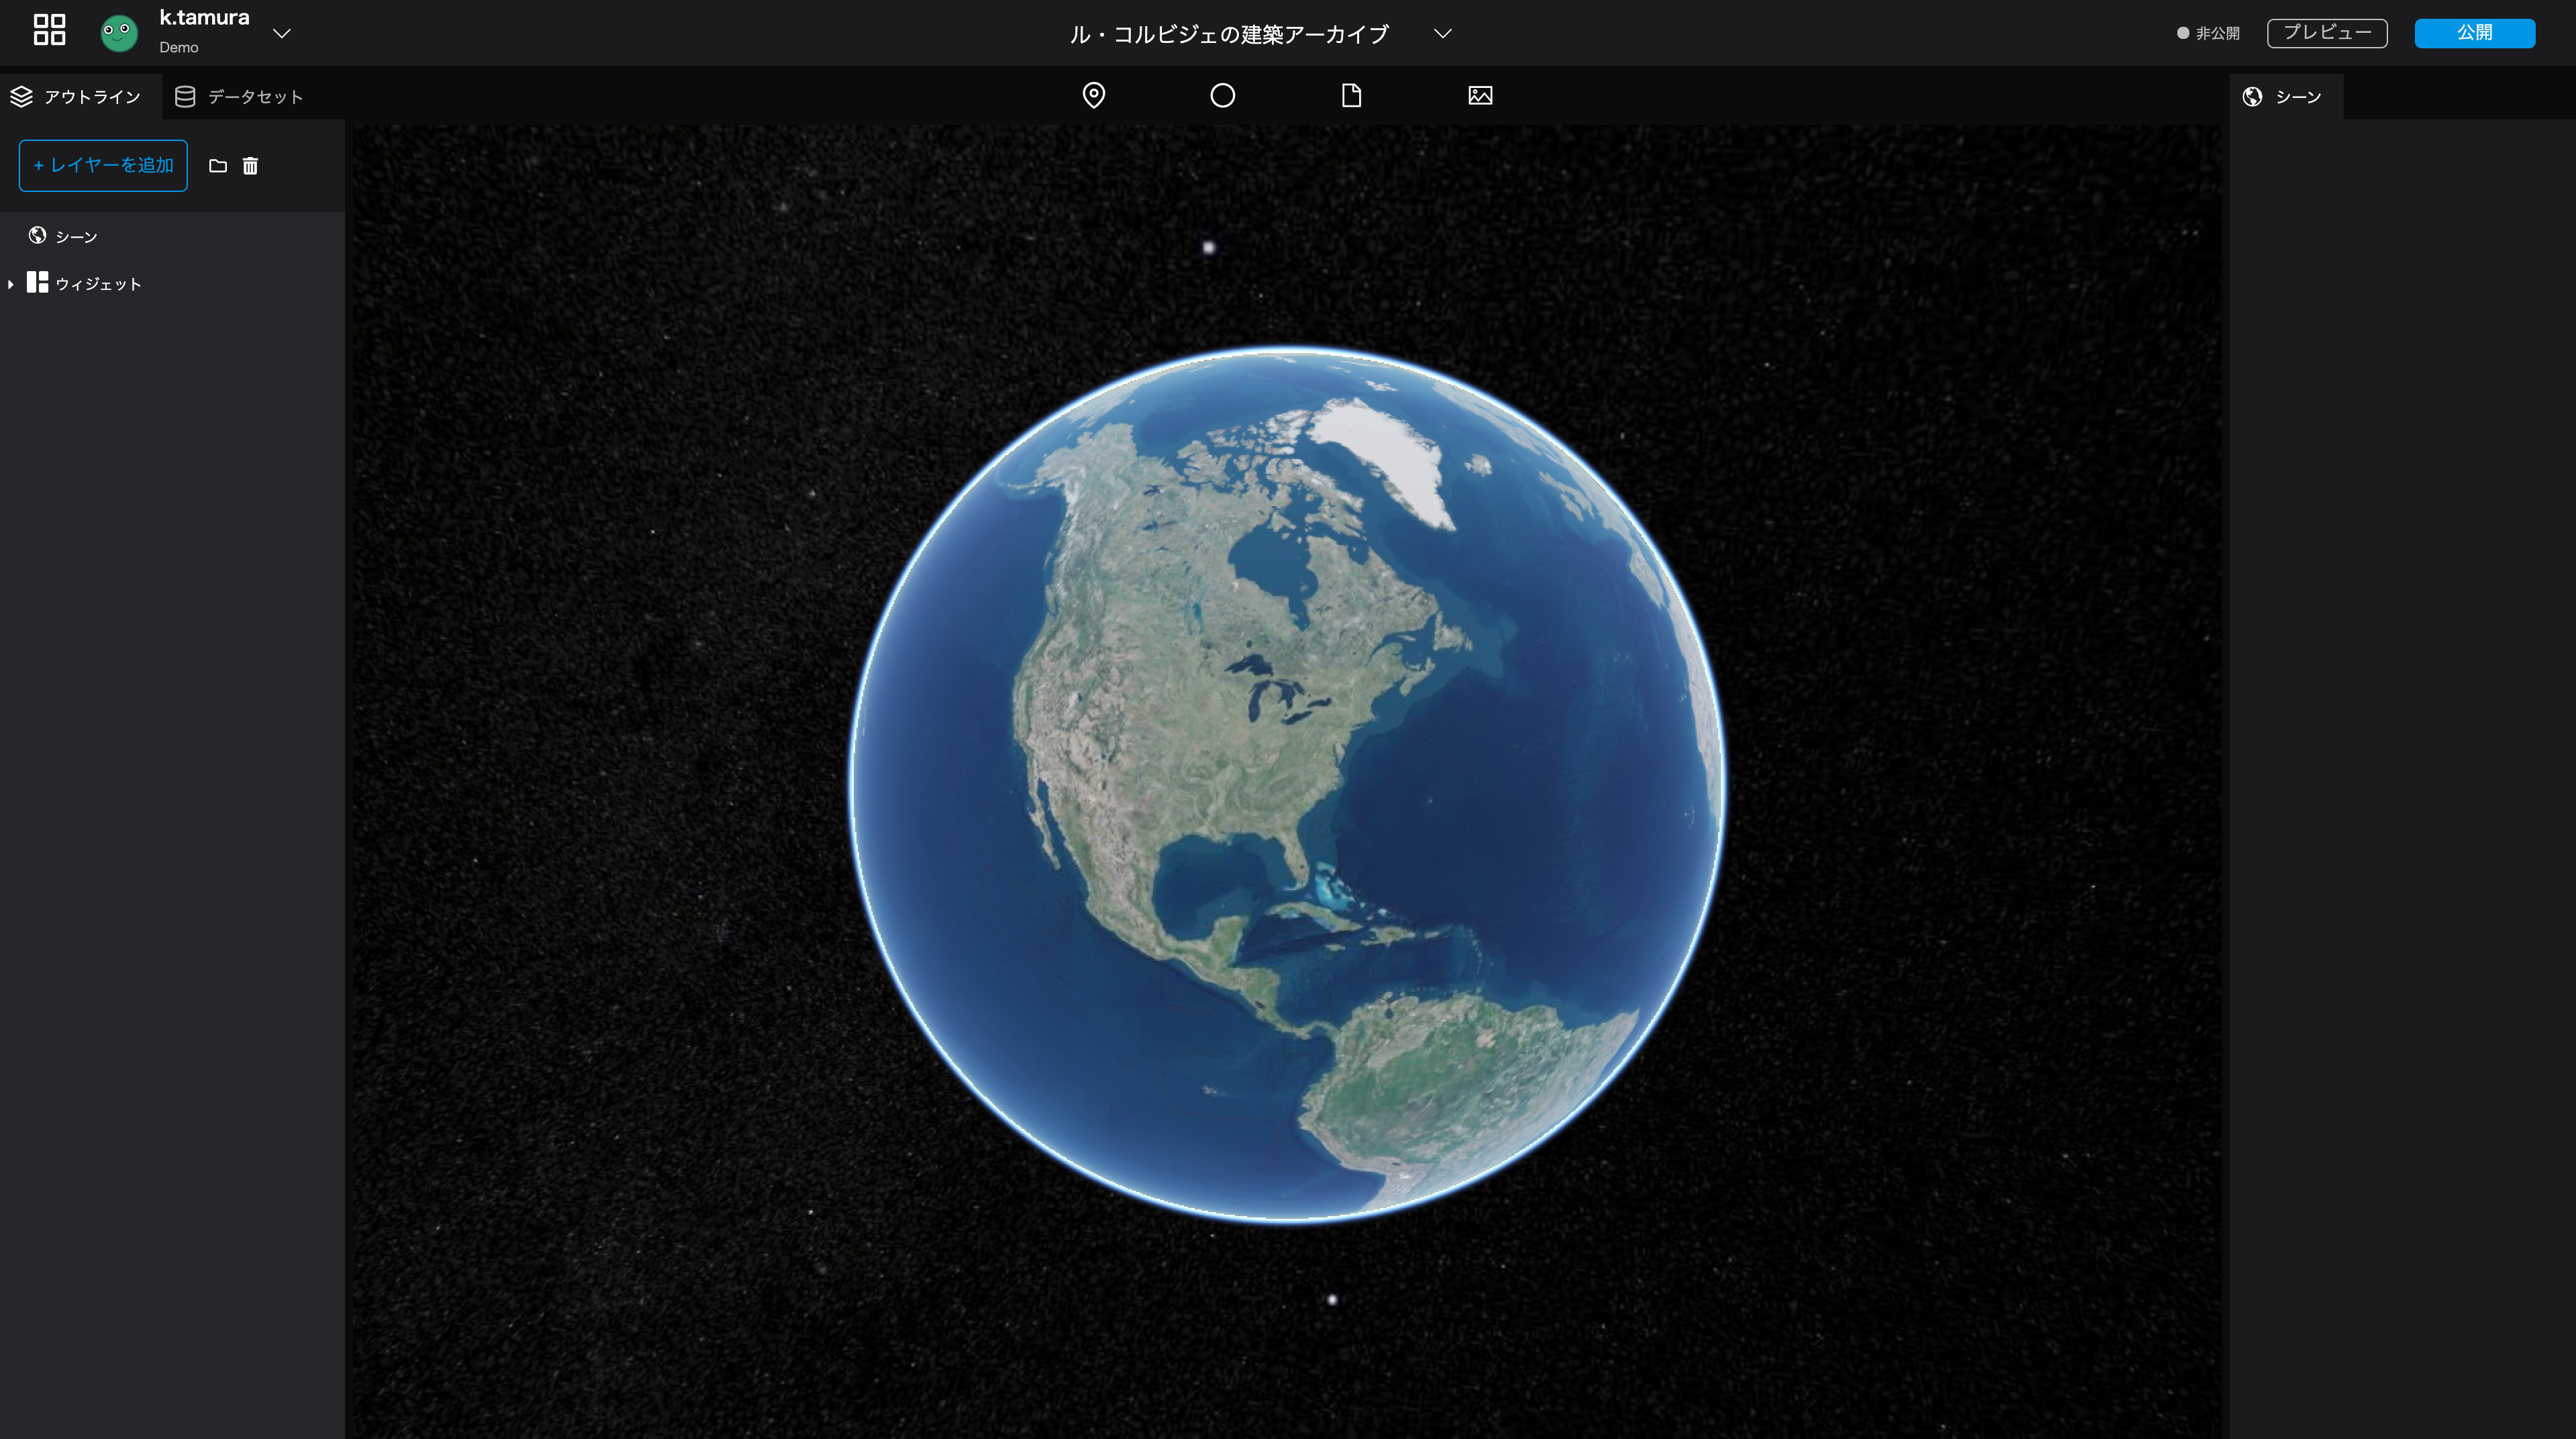 k.tamura
Demo
ル・コルビジェの建築アーカイブ
非公開
プレビュー
公開
アウトライン
データセット
シーン
+ レイヤーを追加
シーン
ウィジェット